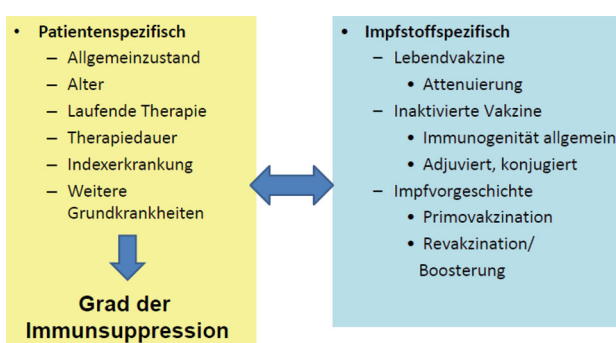 • Patientenspezifisch
– Allgemeinzustand
– Alter
– Laufende Therapie
– Therapiedauer
– Indexerkrankung
– Weitere
Grundkrankheiten
Grad der
Immunsuppression
• Impfstoffspezifisch
– Lebendvakzine
• Attenuierung
– Inaktivierte Vakzine
• Immunogenität allgemein
• Adjuviert, konjugiert
– Impfvorgeschichte
• Primovakzination
• Revakzination/
Boosterung